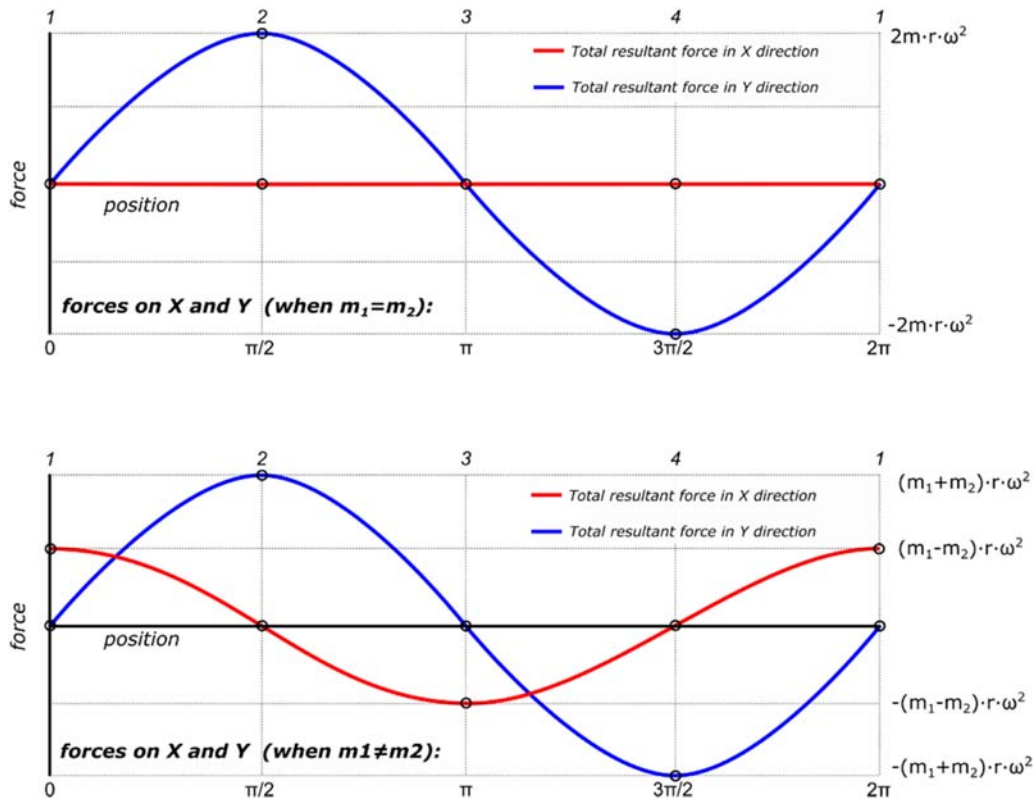 1 2 3 4 1
2m·r·ω²
Total resultant force in X direction
Total resultant force in Y direction
force
position
forces on X and Y (when m₁=m₂):
-2m·r·ω²
0 π/2 π 3π/2 2π
1 2 3 4 1
(m₁+m₂)·r·ω²
Total resultant force in X direction
Total resultant force in Y direction
(m₁-m₂)·r·ω²
force
position
-(m₁-m₂)·r·ω²
forces on X and Y (when m1≠m2):
-(m₁+m₂)·r·ω²
0 π/2 π 3π/2 2π